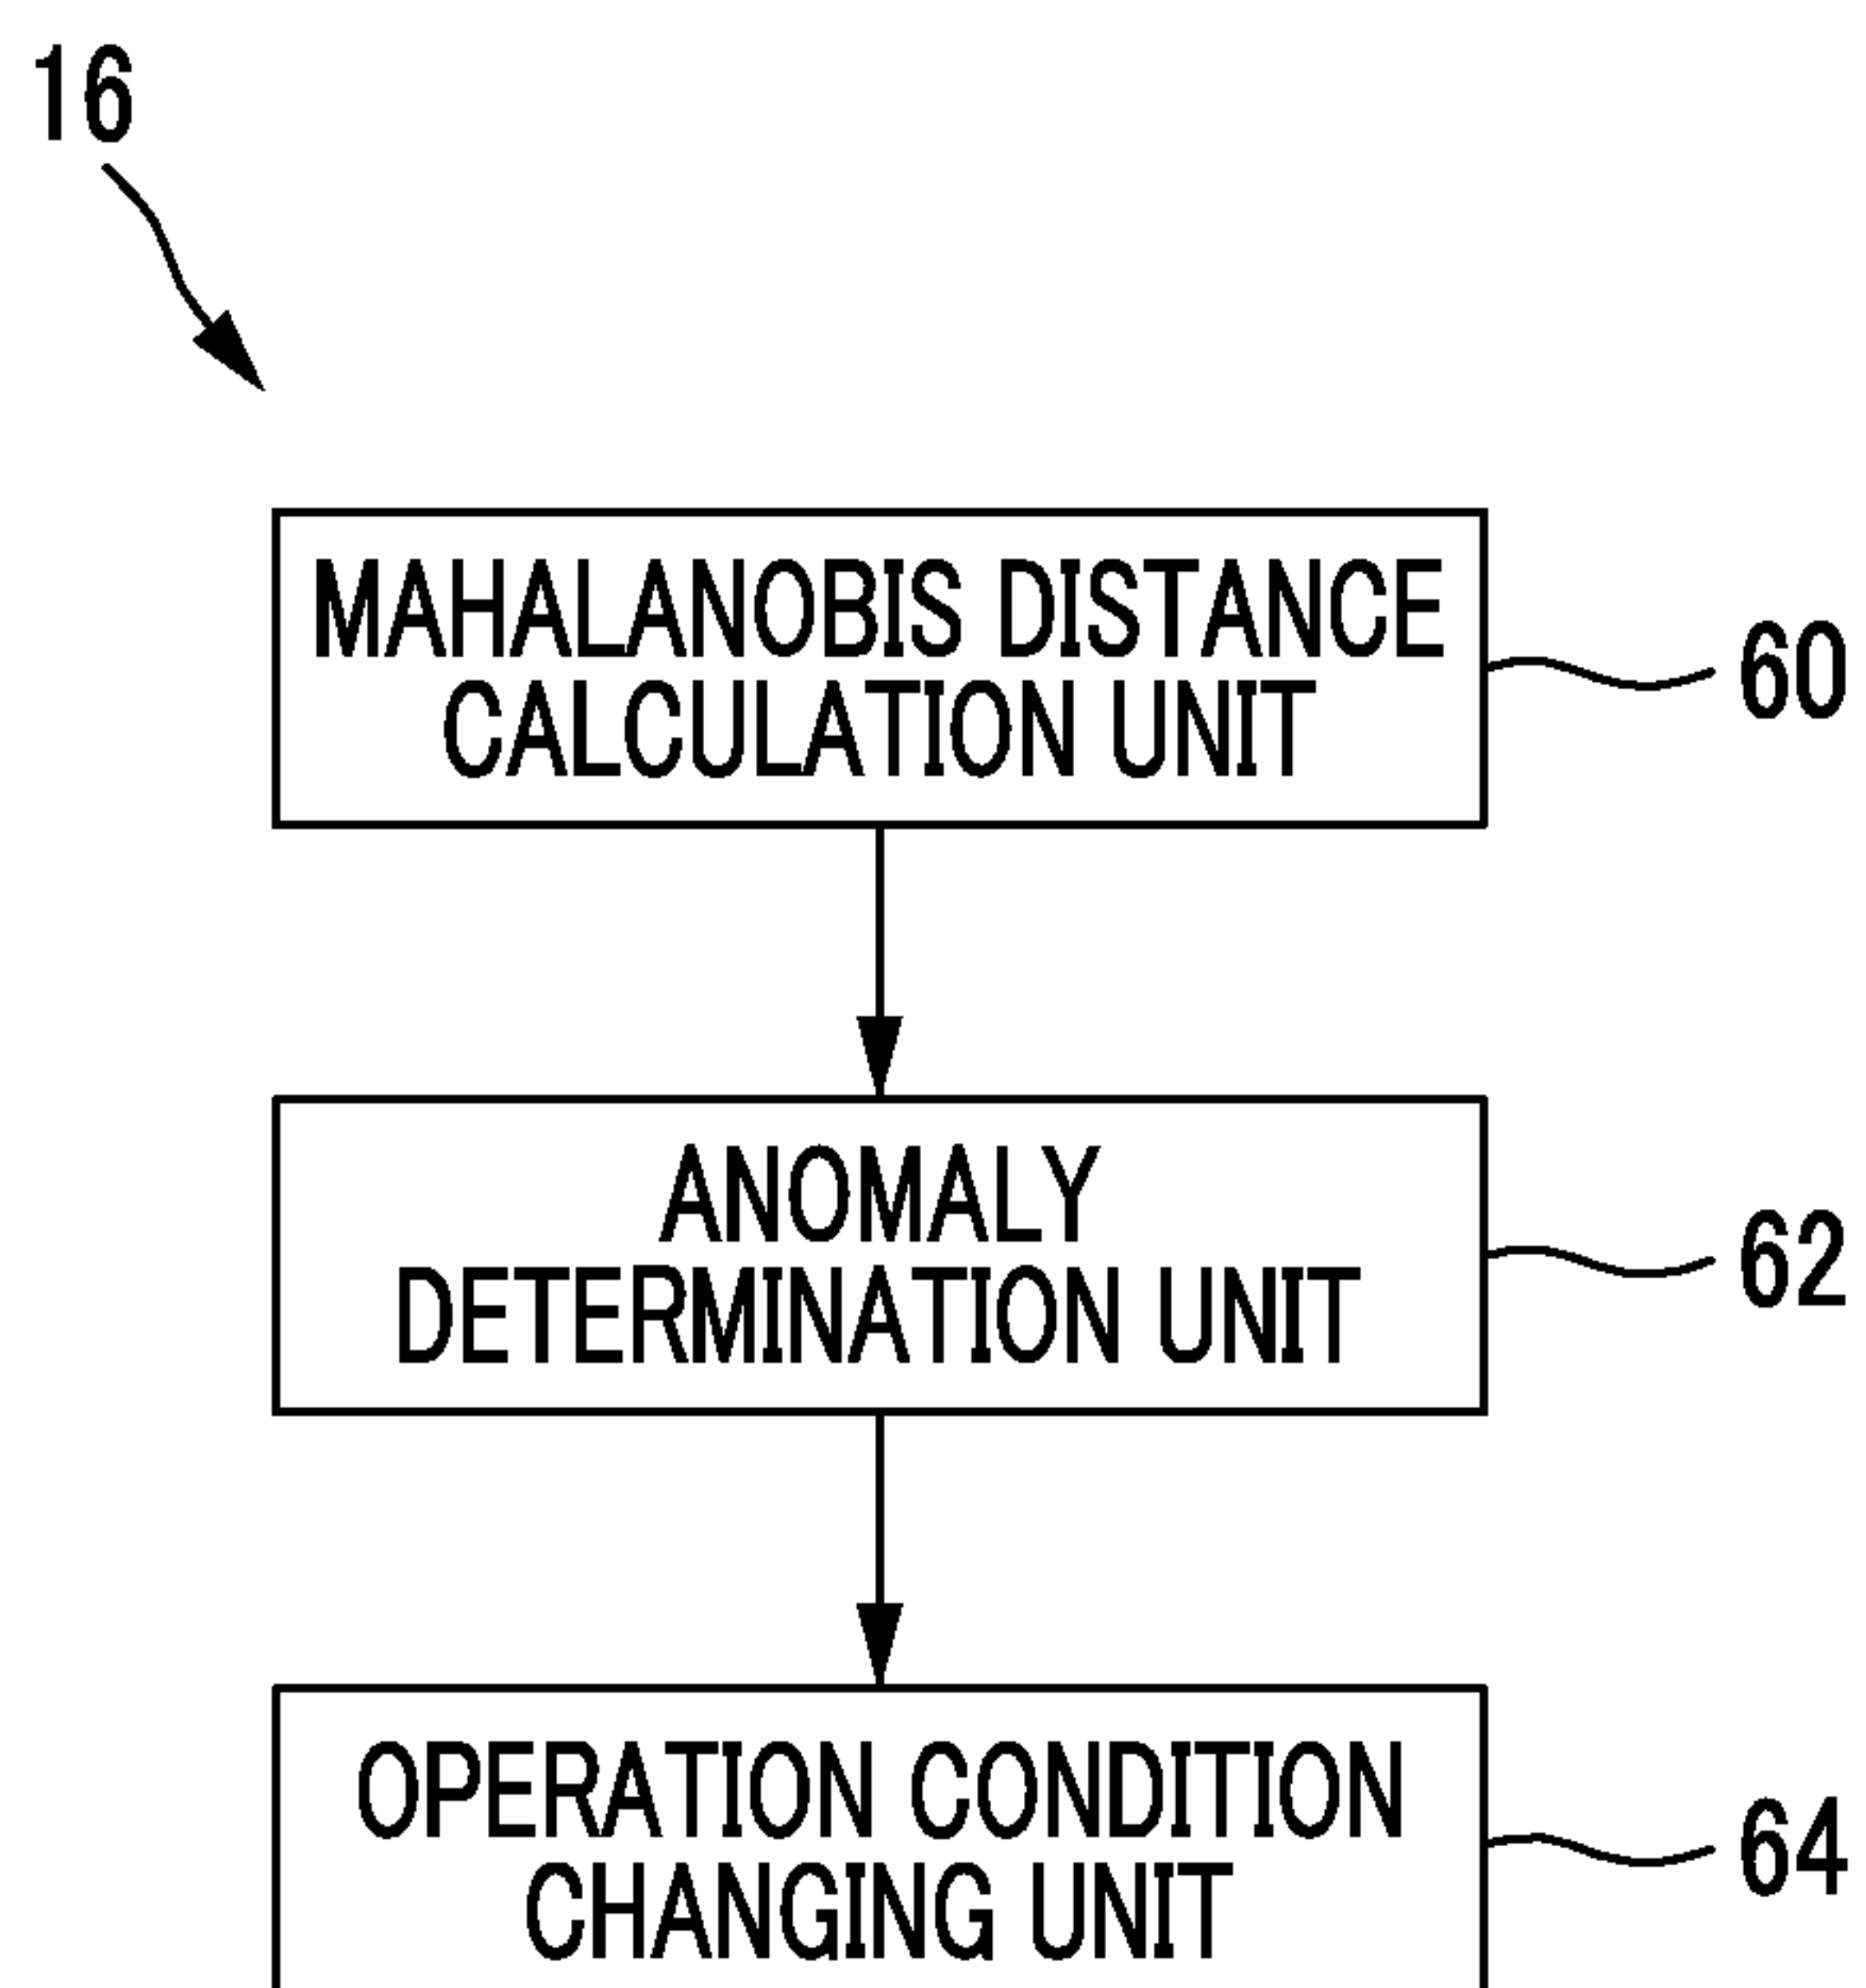 16
MAHALANOBIS DISTANCE
CALCULATION UNIT
60
ANOMALY
DETERMINATION UNIT
62
OPERATION CONDITION
CHANGING UNIT
64